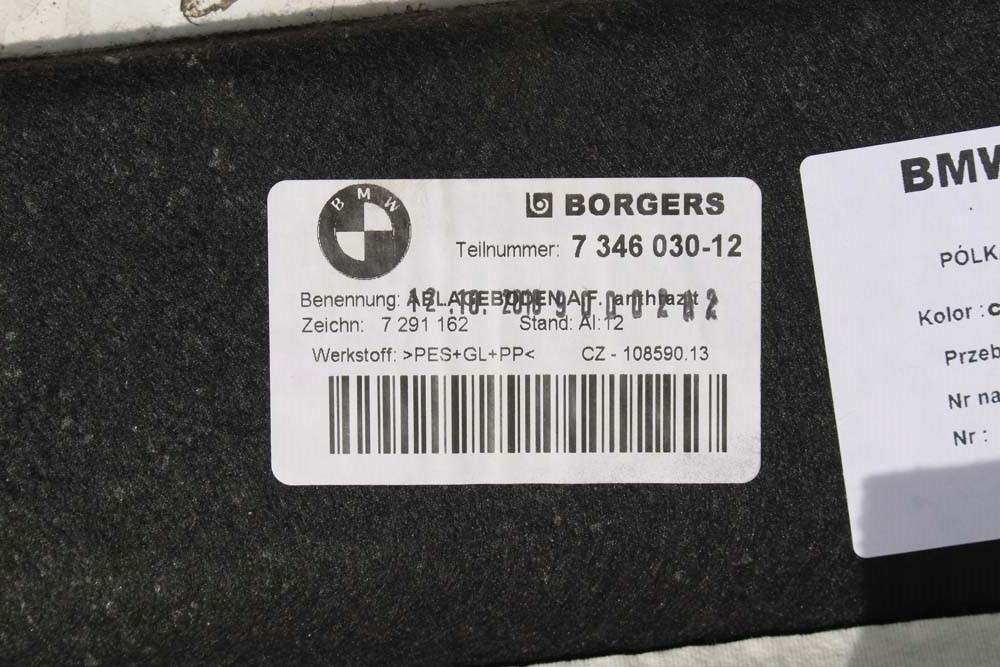 BMW
BORGERS
Teilnummer: 7 346 030-12
Benennung: ABLAGEBODEN A.F. anthrazit
Zeichn: 7 291 162 Stand: AI:12
Werkstoff: >PES+GL+PP< CZ - 108590.13
BMW
PÓLK
Kolor :
Przeb
Nr na
Nr :